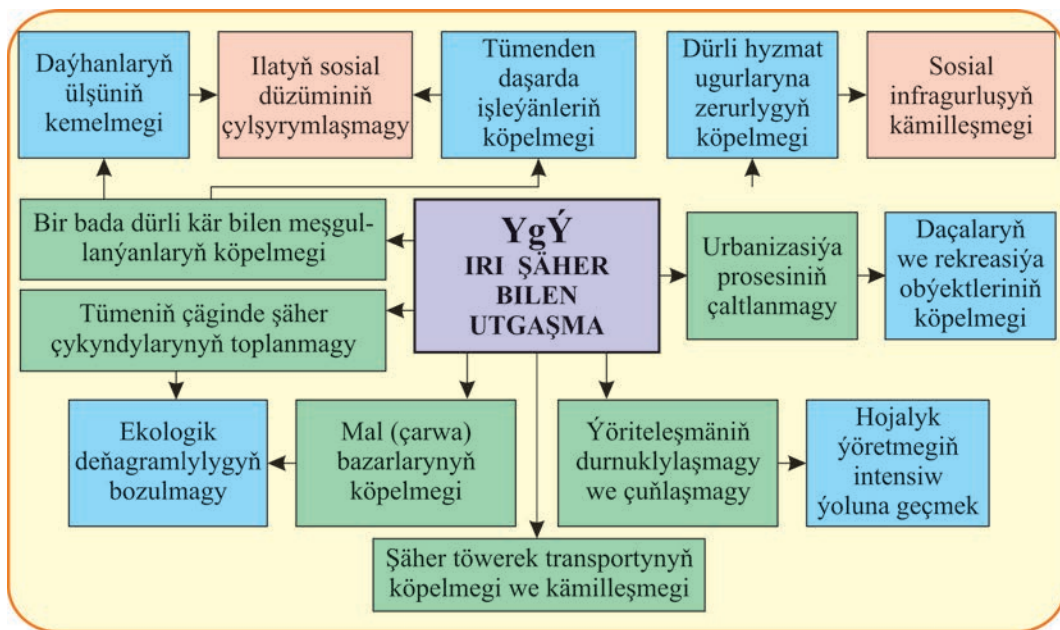 Daýhanlaryň
ülşüniň
kemelmegi
Ilatyň sosial
düzüminiň
çylşyrymlaşmagy
Tümenden
daşarda
işleýänleriň
köpelmegi
Dürli hyzmat
ugurlaryna
zerurlygyň
köpelmegi
Sosial
infragurluşyň
kämilleşmegi
Bir bada dürli kär bilen meşgul-
lanýanlaryň köpelmegi
YgÝ
IRI ŞÄHER
BILEN
UTGAŞMA
Urbanizasiýa
prosesiniň
çaltlanmagy
Daçalaryň
we rekreasiýa
obýektleriniň
köpelmegi
Tümeniň çäginde şäher
çykyndylarynyň toplanmagy
Ekologik
deňagramlylygyň
bozulmagy
Mal (çarwa)
bazarlarynyň
köpelmegi
Ýöriteleşmäniň
durnuklylaşmagy
we çuňlaşmagy
Hojalyk
ýöretmegiň
intensiw
ýoluna geçmek
Şäher töwerek transportynyň
köpelmegi we kämilleşmegi